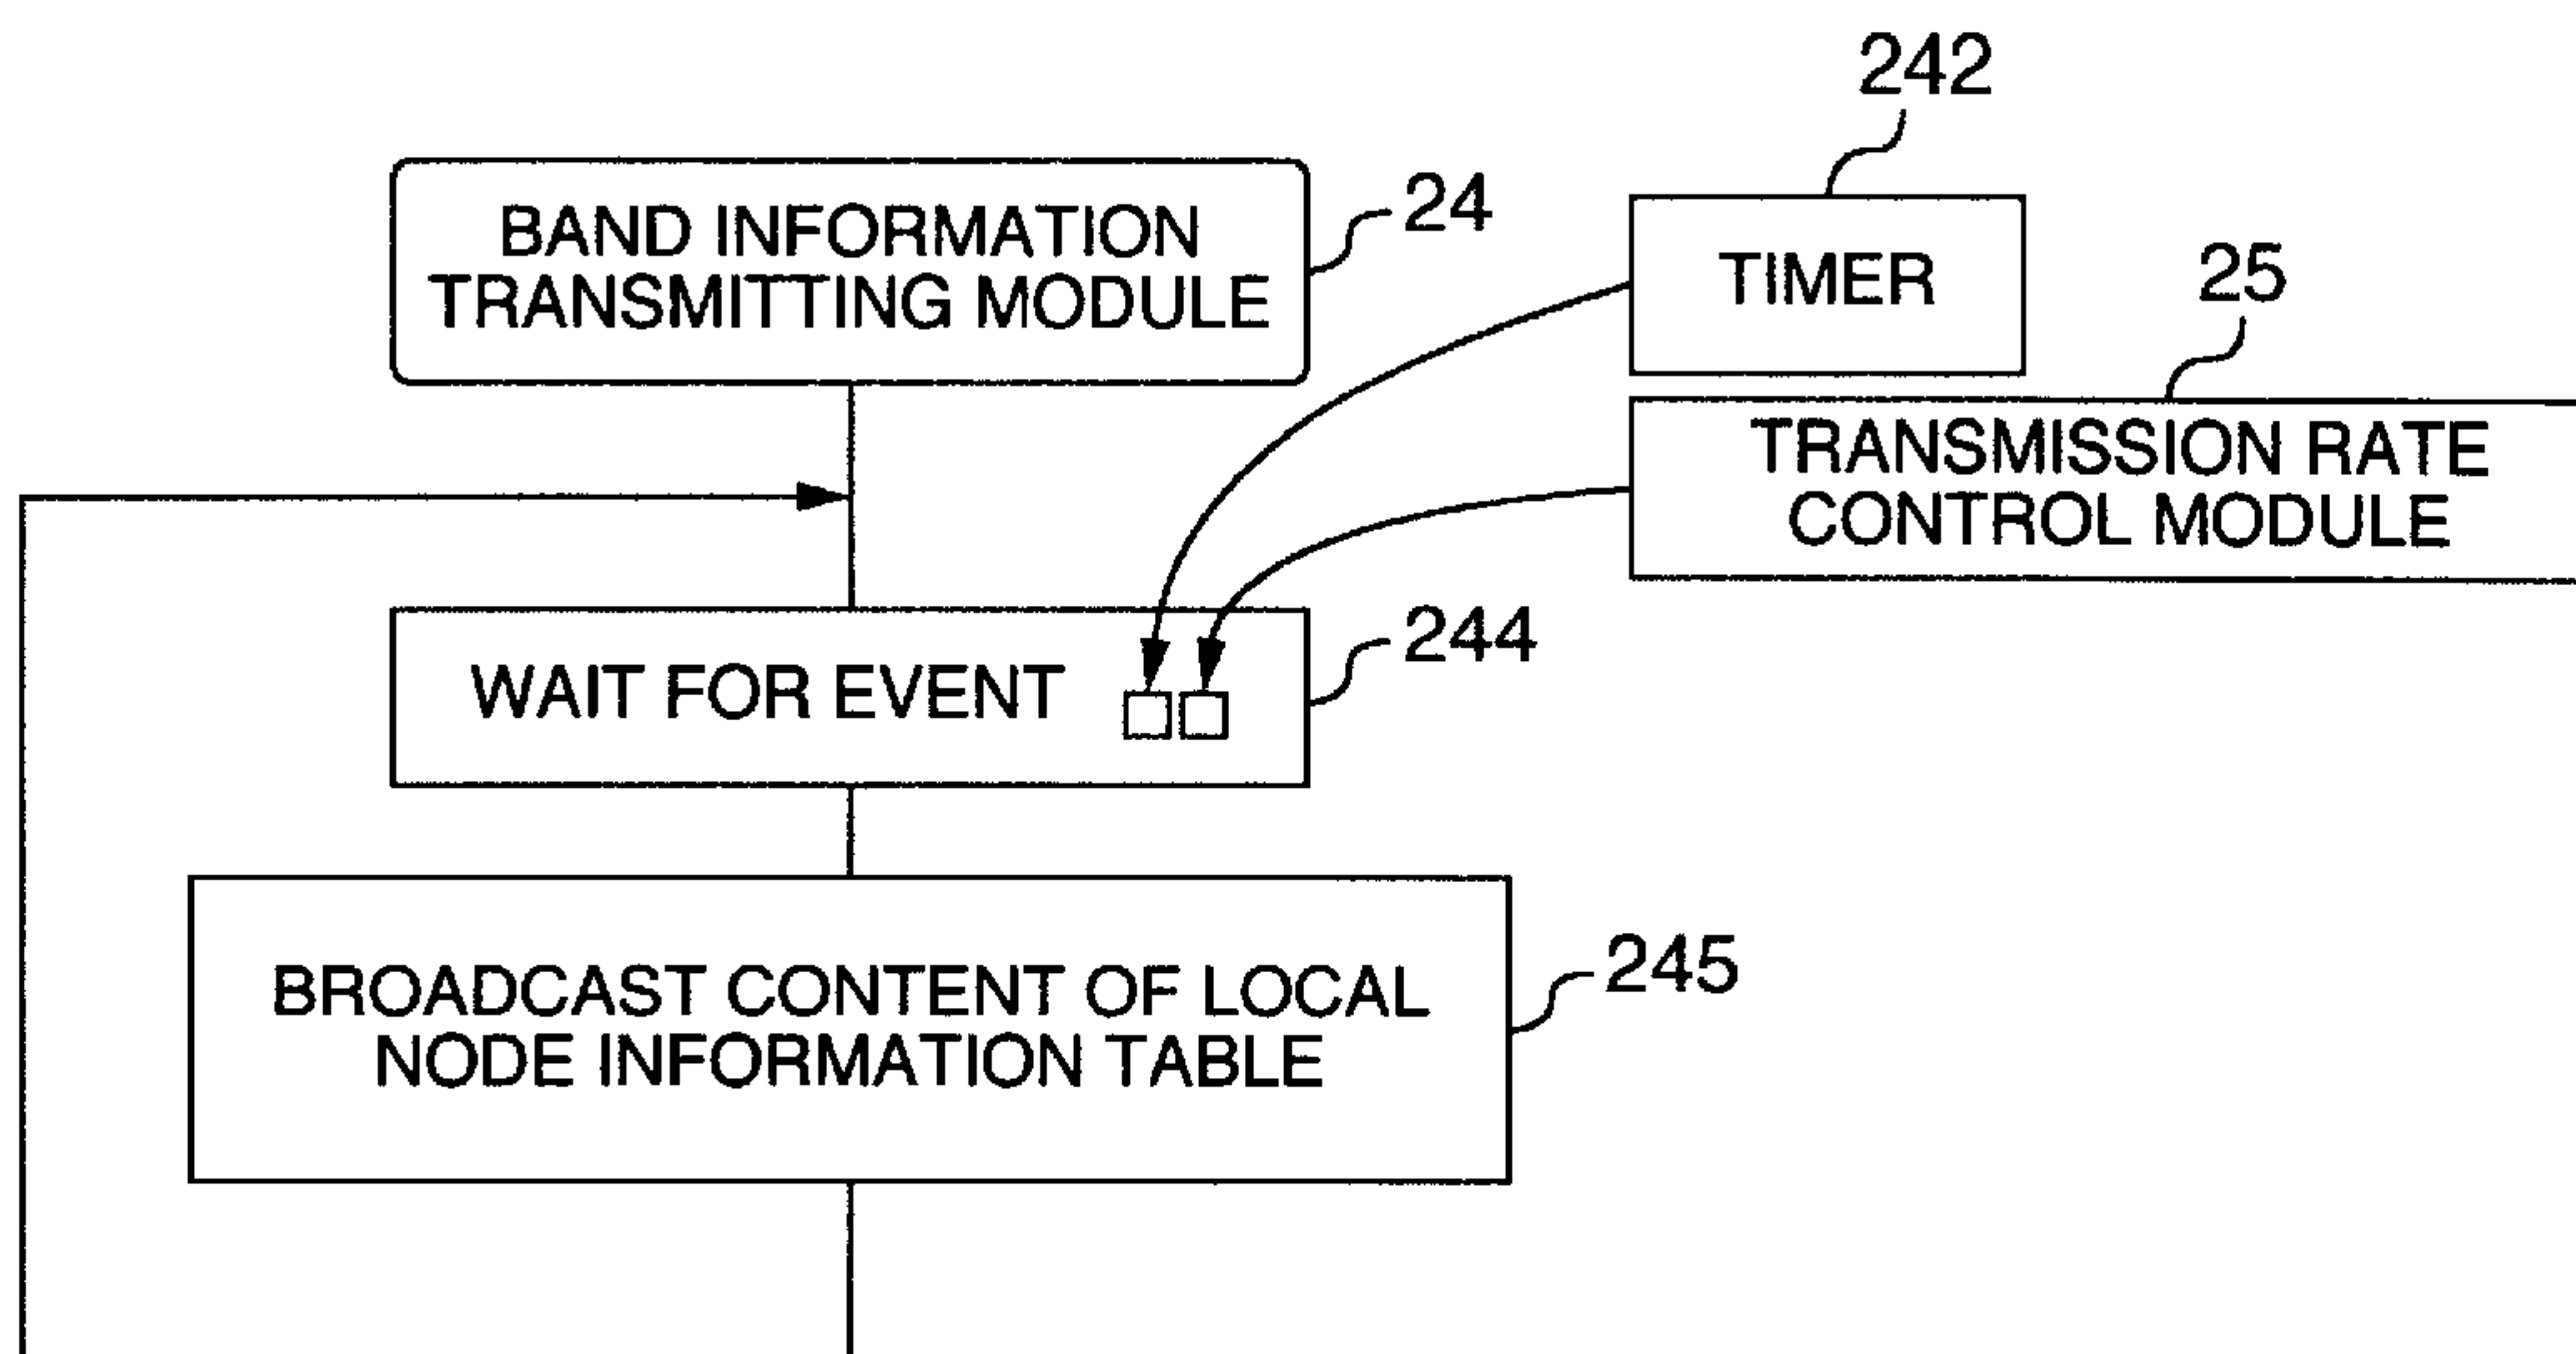 242
BAND INFORMATION
TRANSMITTING MODULE
24
TIMER
25
TRANSMISSION RATE
CONTROL MODULE
WAIT FOR EVENT
244
BROADCAST CONTENT OF LOCAL
NODE INFORMATION TABLE
245